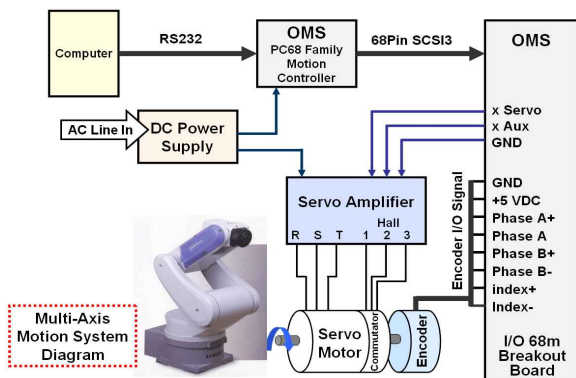 Computer
RS232
OMS
PC68 Family
Motion
Controller
68Pin SCSI3
OMS
AC Line In
DC Power
Supply
x Servo
x Aux
GND
Servo Amplifier
Hall
R S T 1 2 3
Encoder I/O Signal
GND
+5 VDC
Phase A+
Phase A
Phase B+
Phase B-
index+
Index-
I/O 68m
Breakout
Board
Multi-Axis
Motion System
Diagram
Servo
Motor
Commutator
Encoder